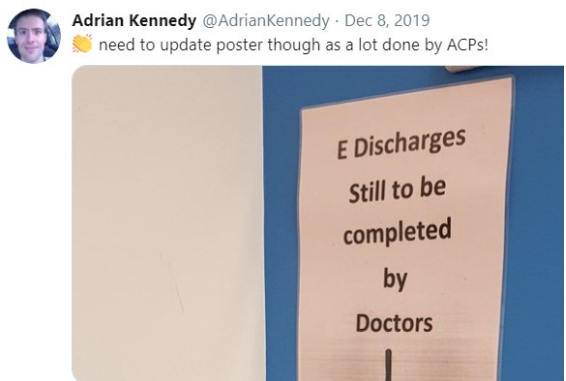 Adrian Kennedy @AdrianKennedy · Dec 8, 2019
👏 need to update poster though as a lot done by ACPs!
E Discharges
Still to be
completed
by
Doctors